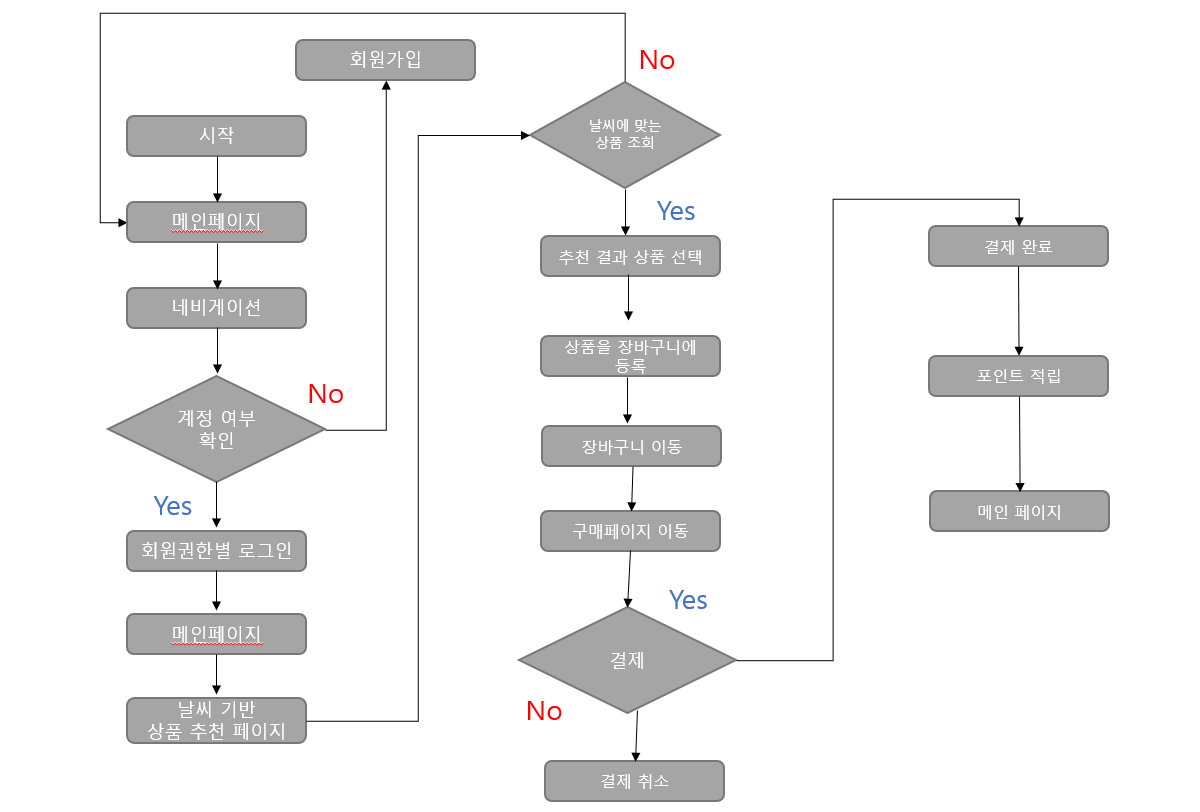 회원가입
시작
메인페이지
네비게이션
계정 여부
확인
No
Yes
회원권한별 로그인
메인페이지
날씨 기반
상품 추천 페이지
No
날씨에 맞는
상품 조회
Yes
추천 결과 상품 선택
상품을 장바구니에
등록
장바구니 이동
구매페이지 이동
Yes
결제
No
결제 취소
결제 완료
포인트 적립
메인 페이지